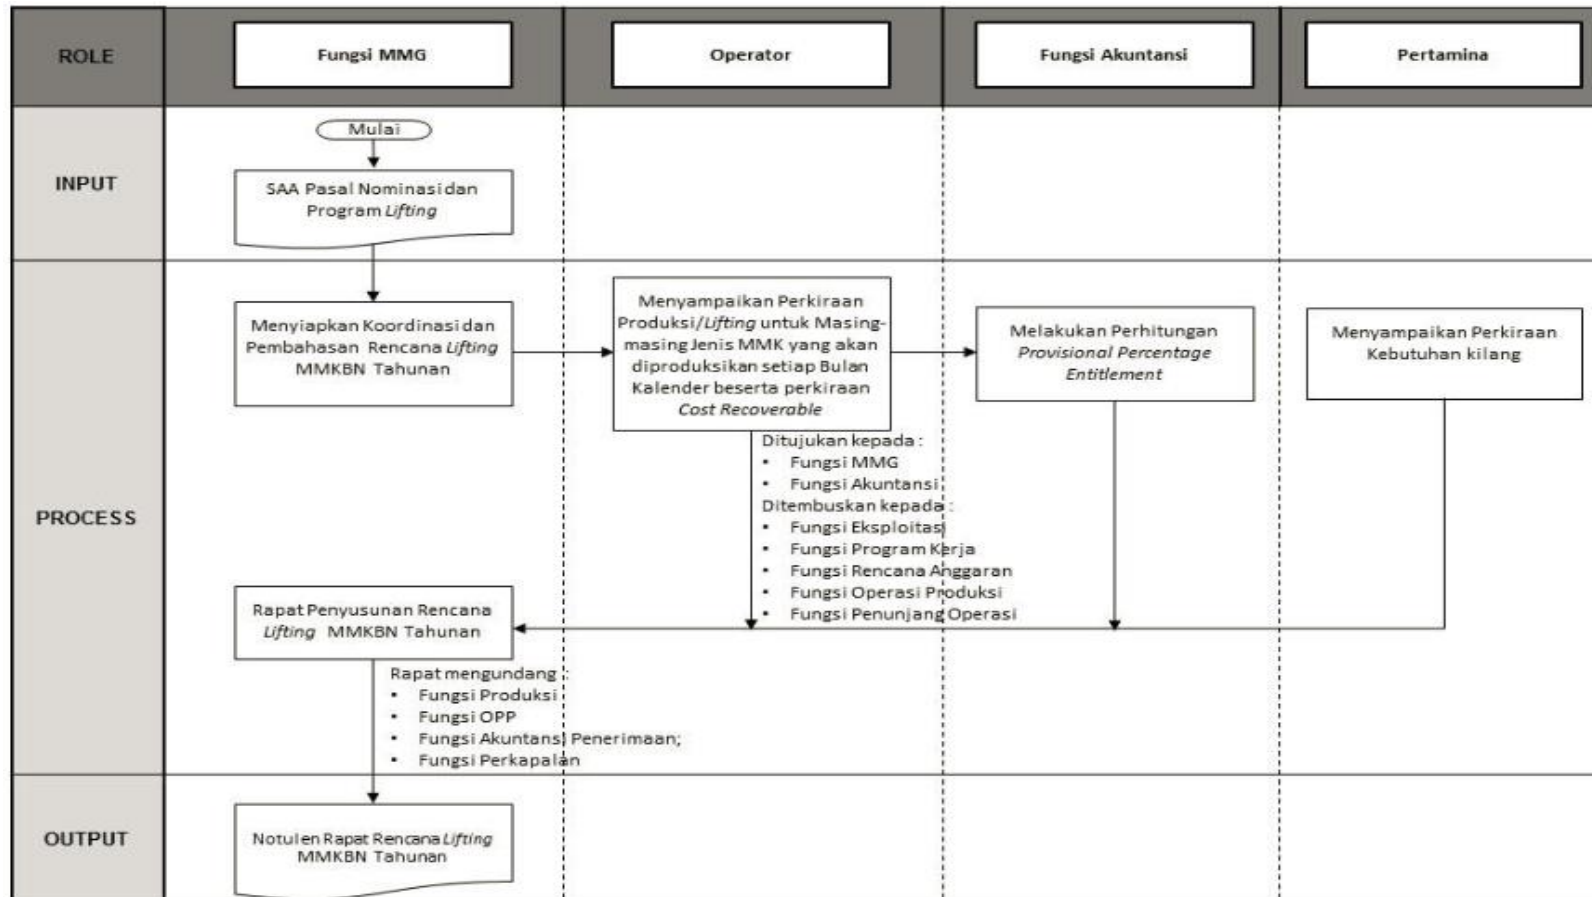 ROLE
Fungsi MMG
Operator
Fungsi Akuntansi
Pertamina
INPUT
Mulai
SAA Pasal Nominasi dan
Program Lifting
PROCESS
Menyiapkan Koordinasi dan
Pembahasan Rencana Lifting
MMKBN Tahunan
Menyampaikan Perkiraan
Produksi/Lifting untuk Masing-
masing Jenis MMK yang akan
diproduksikan setiap Bulan
Kalender beserta perkiraan
Cost Recoverable
Melakukan Perhitungan
Provisional Percentage
Entitlement
Menyampaikan Perkiraan
Kebutuhan kilang
Ditujukan kepada :
• Fungsi MMG
• Fungsi Akuntansi
Ditembuskan kepada :
• Fungsi Eksploitasi
• Fungsi Program Kerja
• Fungsi Rencana Anggaran
• Fungsi Operasi Produksi
• Fungsi Penunjang Operasi
Rapat Penyusunan Rencana
Lifting MMKBN Tahunan
Rapat mengundang :
• Fungsi Produksi
• Fungsi OPP
• Fungsi Akuntansi Penerimaan;
• Fungsi Perkapalan
OUTPUT
Notulen Rapat Rencana Lifting
MMKBN Tahunan